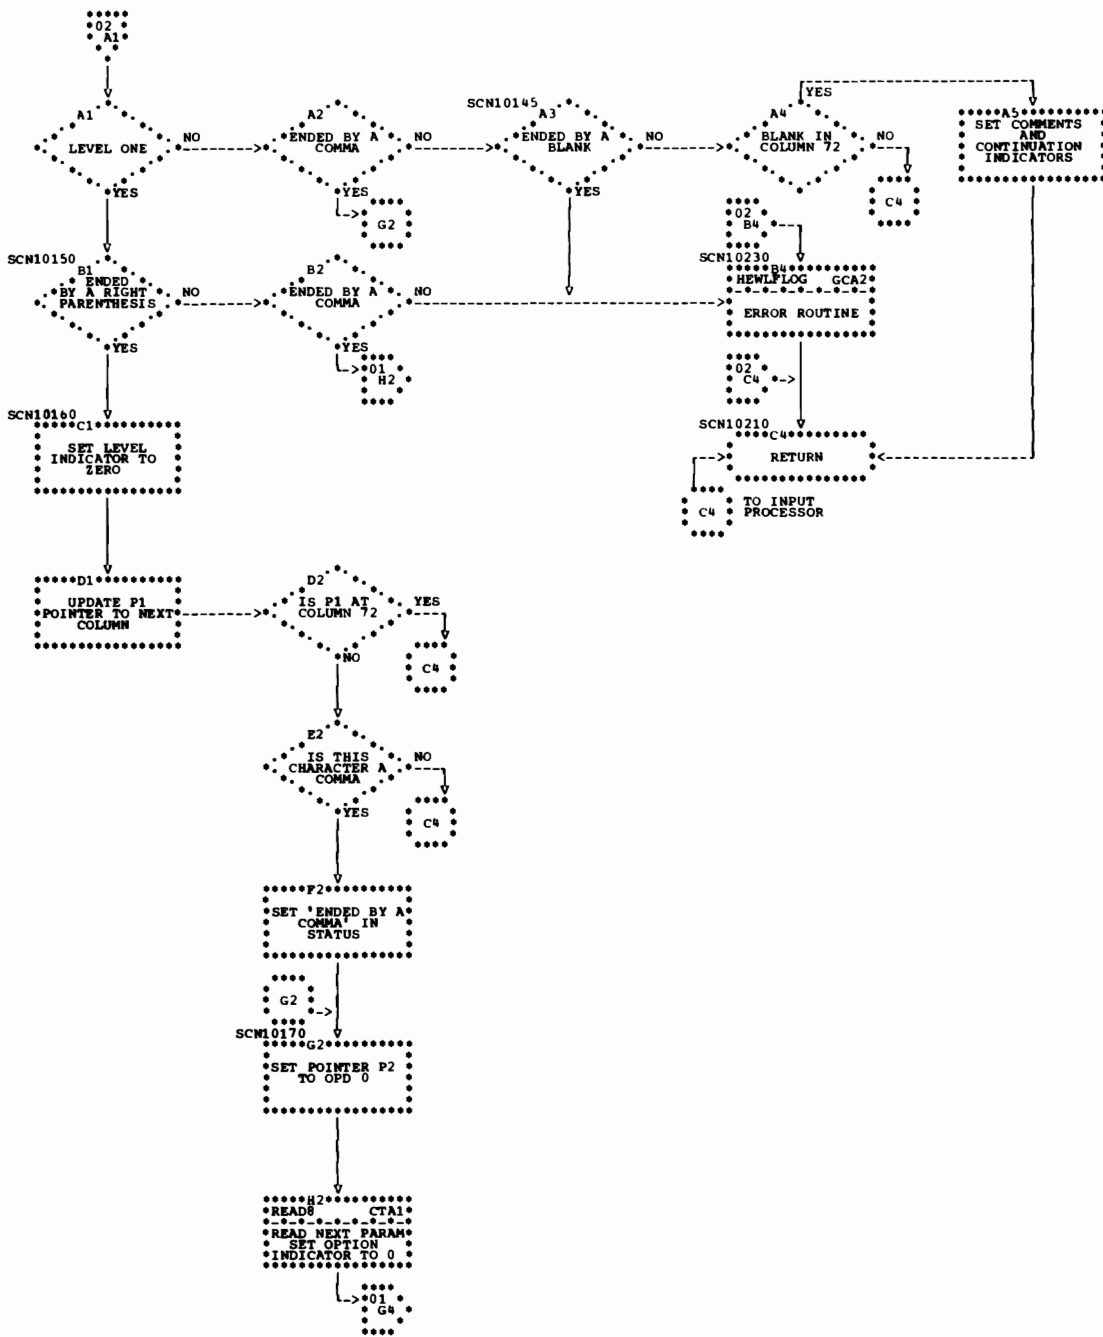 02
A1
A1
LEVEL ONE
NO
YES
A2
ENDED BY A
COMMA
NO
YES
G2
SCN10145
A3
ENDED BY A
BLANK
NO
YES
A4
BLANK IN
COLUMN 72
YES
NO
C4
A5
SET COMMENTS
AND
CONTINUATION
INDICATORS
SCN10150
B1
ENDED
BY A RIGHT
PARENTHESIS
NO
YES
B2
ENDED BY A
COMMA
NO
YES
01
H2
02
B4
SCN10230
B4
HEWLPLOG GCA2
ERROR ROUTINE
02
C4
SCN10160
C1
SET LEVEL
INDICATOR TO
ZERO
SCN10210
C4
RETURN
C4
TO INPUT
PROCESSOR
D1
UPDATE P1
POINTER TO NEXT
COLUMN
D2
IS P1 AT
COLUMN 72
YES
NO
C4
E2
IS THIS
CHARACTER A
COMMA
NO
YES
C4
F2
SET 'ENDED BY A
COMMA' IN
STATUS
G2
SCN10170
G2
SET POINTER P2
TO OPD 0
H2
READ8 CTA1
READ NEXT PARAM
SET OPTION
INDICATOR TO 0
01
G4